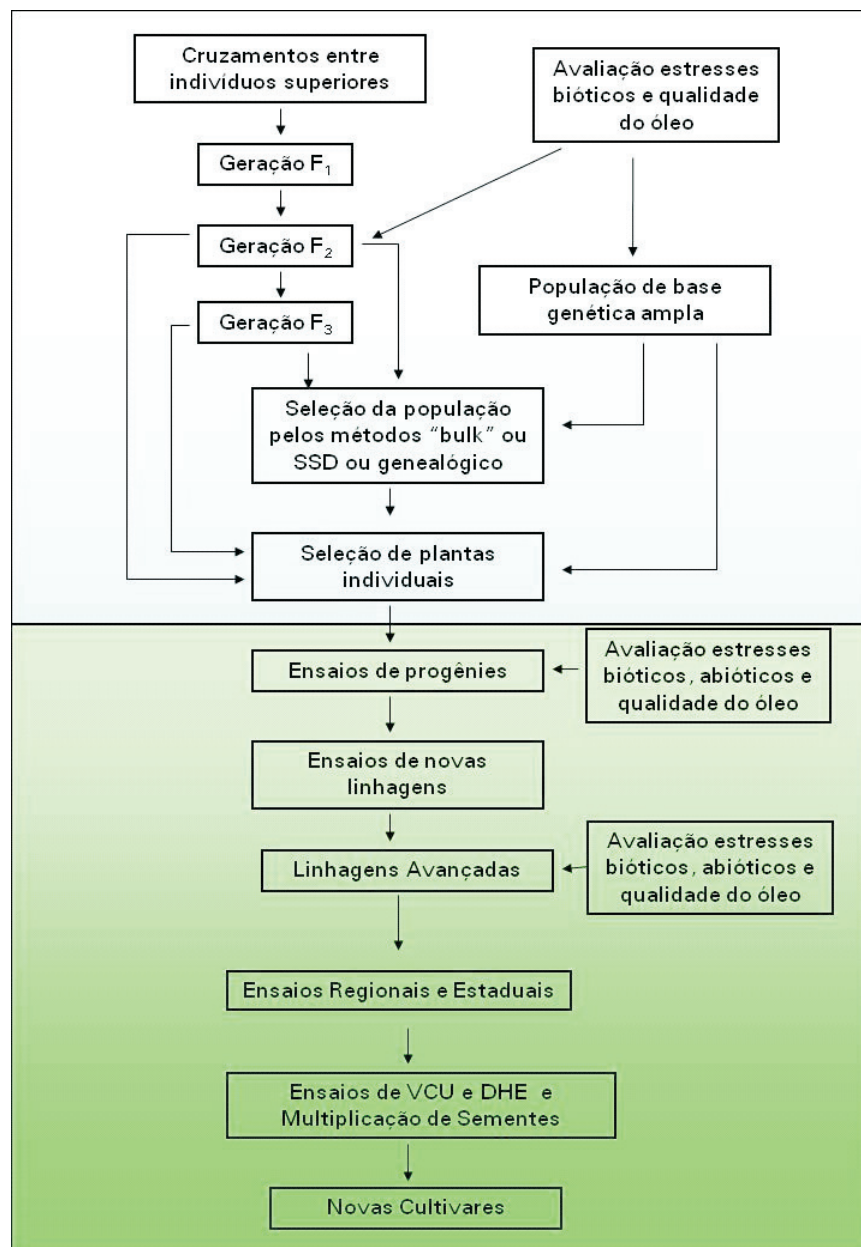 Cruzamentos entre
indivíduos superiores
Avaliação estresses
bióticos e qualidade
do óleo
Geração F₁
Geração F₂
Geração F₃
População de base
genética ampla
Seleção da população
pelos métodos “bulk” ou
SSD ou genealógico
Seleção de plantas
individuais
Ensaios de progênies
Avaliação estresses
bióticos, abióticos e
qualidade do óleo
Ensaios de novas
linhagens
Linhagens Avançadas
Avaliação estresses
bióticos, abióticos e
qualidade do óleo
Ensaios Regionais e Estaduais
Ensaios de VCU e DHE e
Multiplicação de Sementes
Novas Cultivares